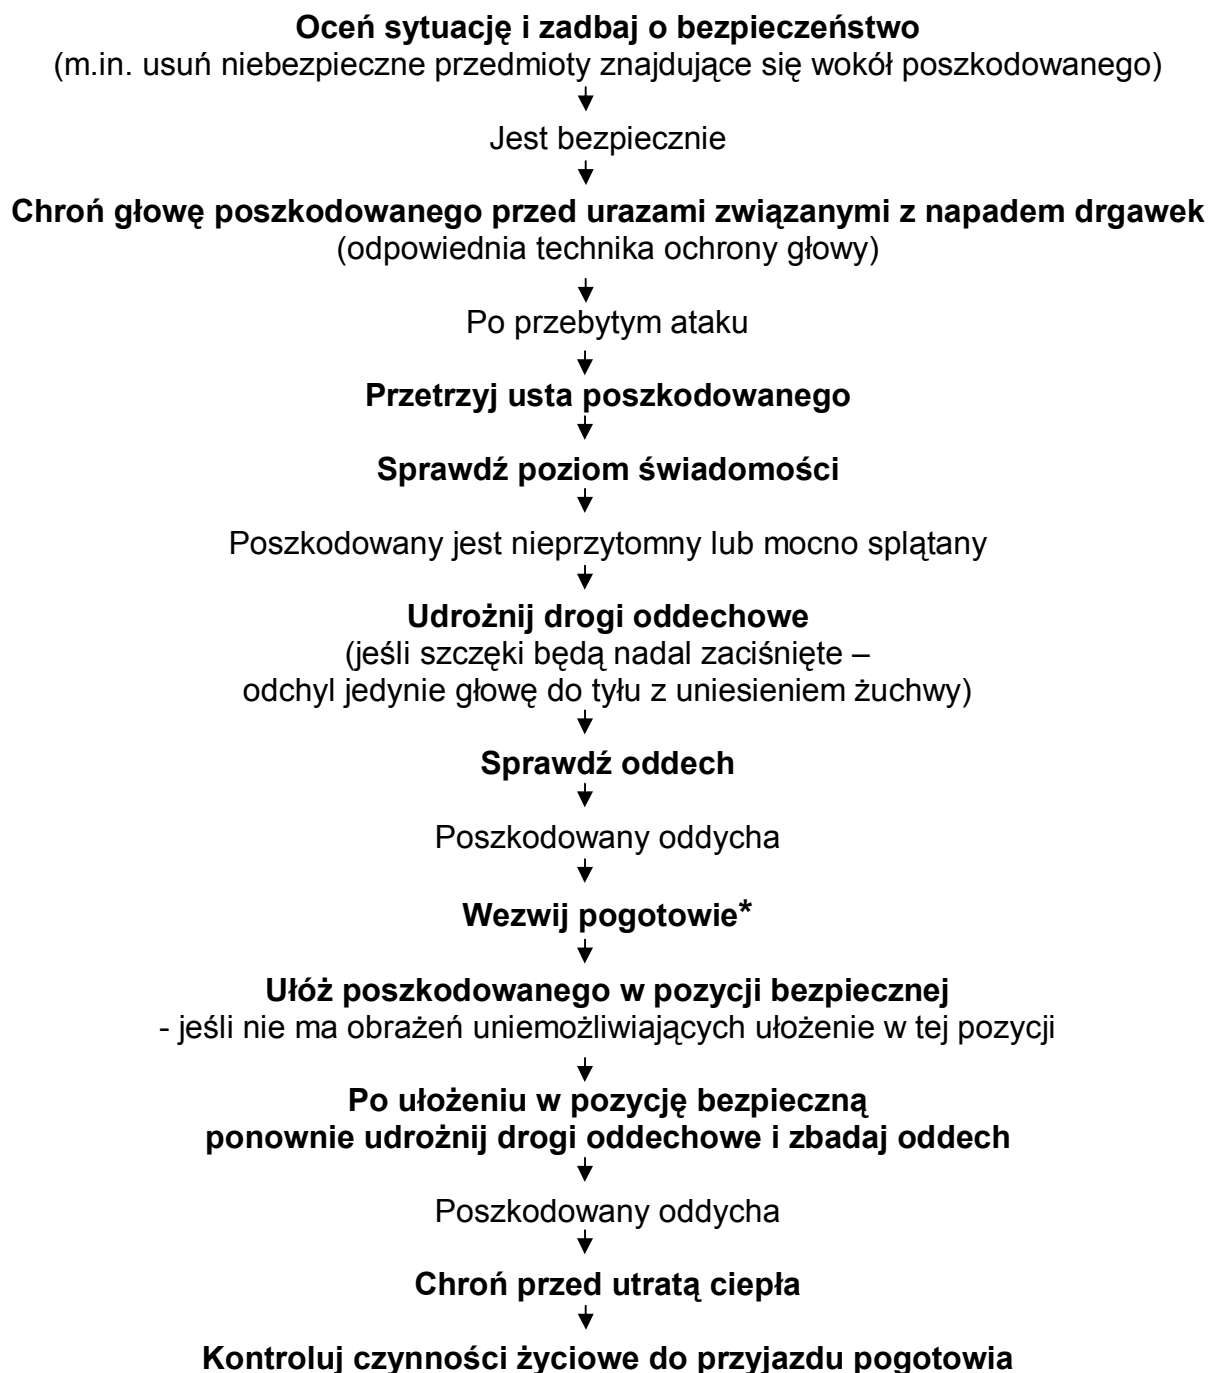 Oceń sytuację i zadbaj o bezpieczeństwo
(m.in. usuń niebezpieczne przedmioty znajdujące się wokół poszkodowanego)
Jest bezpiecznie
Chroń głowę poszkodowanego przed urazami związanymi z napadem drgawek
(odpowiednia technika ochrony głowy)
Po przebytym ataku
Przetrzyj usta poszkodowanego
Sprawdź poziom świadomości
Poszkodowany jest nieprzytomny lub mocno splątany
Udrożnij drogi oddechowe
(jeśli szczęki będą nadal zaciśnięte –
odchyl jedynie głowę do tyłu z uniesieniem żuchwy)
Sprawdź oddech
Poszkodowany oddycha
Wezwij pogotowie*
Ułóż poszkodowanego w pozycji bezpiecznej
- jeśli nie ma obrażeń uniemożliwiających ułożenie w tej pozycji
Po ułożeniu w pozycję bezpieczną
ponownie udrożnij drogi oddechowe i zbadaj oddech
Poszkodowany oddycha
Chroń przed utratą ciepła
Kontroluj czynności życiowe do przyjazdu pogotowia